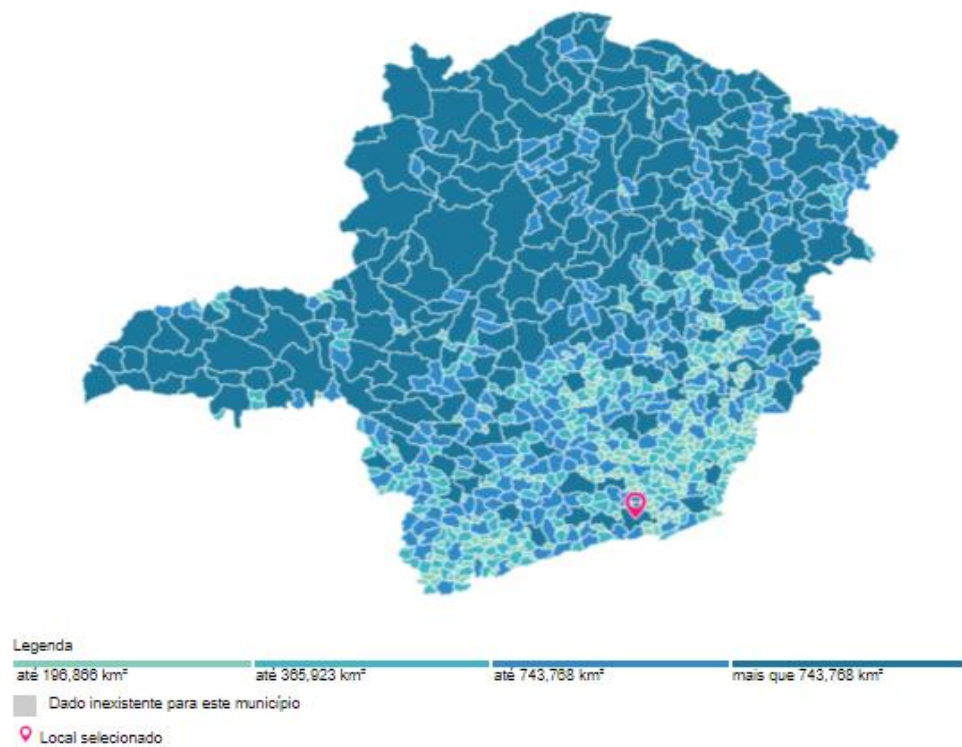 Legenda
até 196,866 km² até 365,923 km² até 743,768 km² mais que 743,768 km²
Dado inexistente para este município
Local selecionado